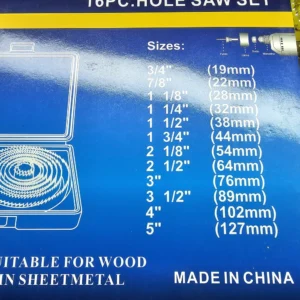 16PC. HOLE SAW SET
Sizes:
3/4" (19mm)
7/8" (22mm)
1 1/8" (28mm)
1 1/4" (32mm)
1 1/2" (38mm)
1 3/4" (44mm)
2 1/8" (54mm)
2 1/2" (64mm)
3" (76mm)
3 1/2" (89mm)
4" (102mm)
5" (127mm)
UITABLE FOR WOOD
IN SHEETMETAL
MADE IN CHINA